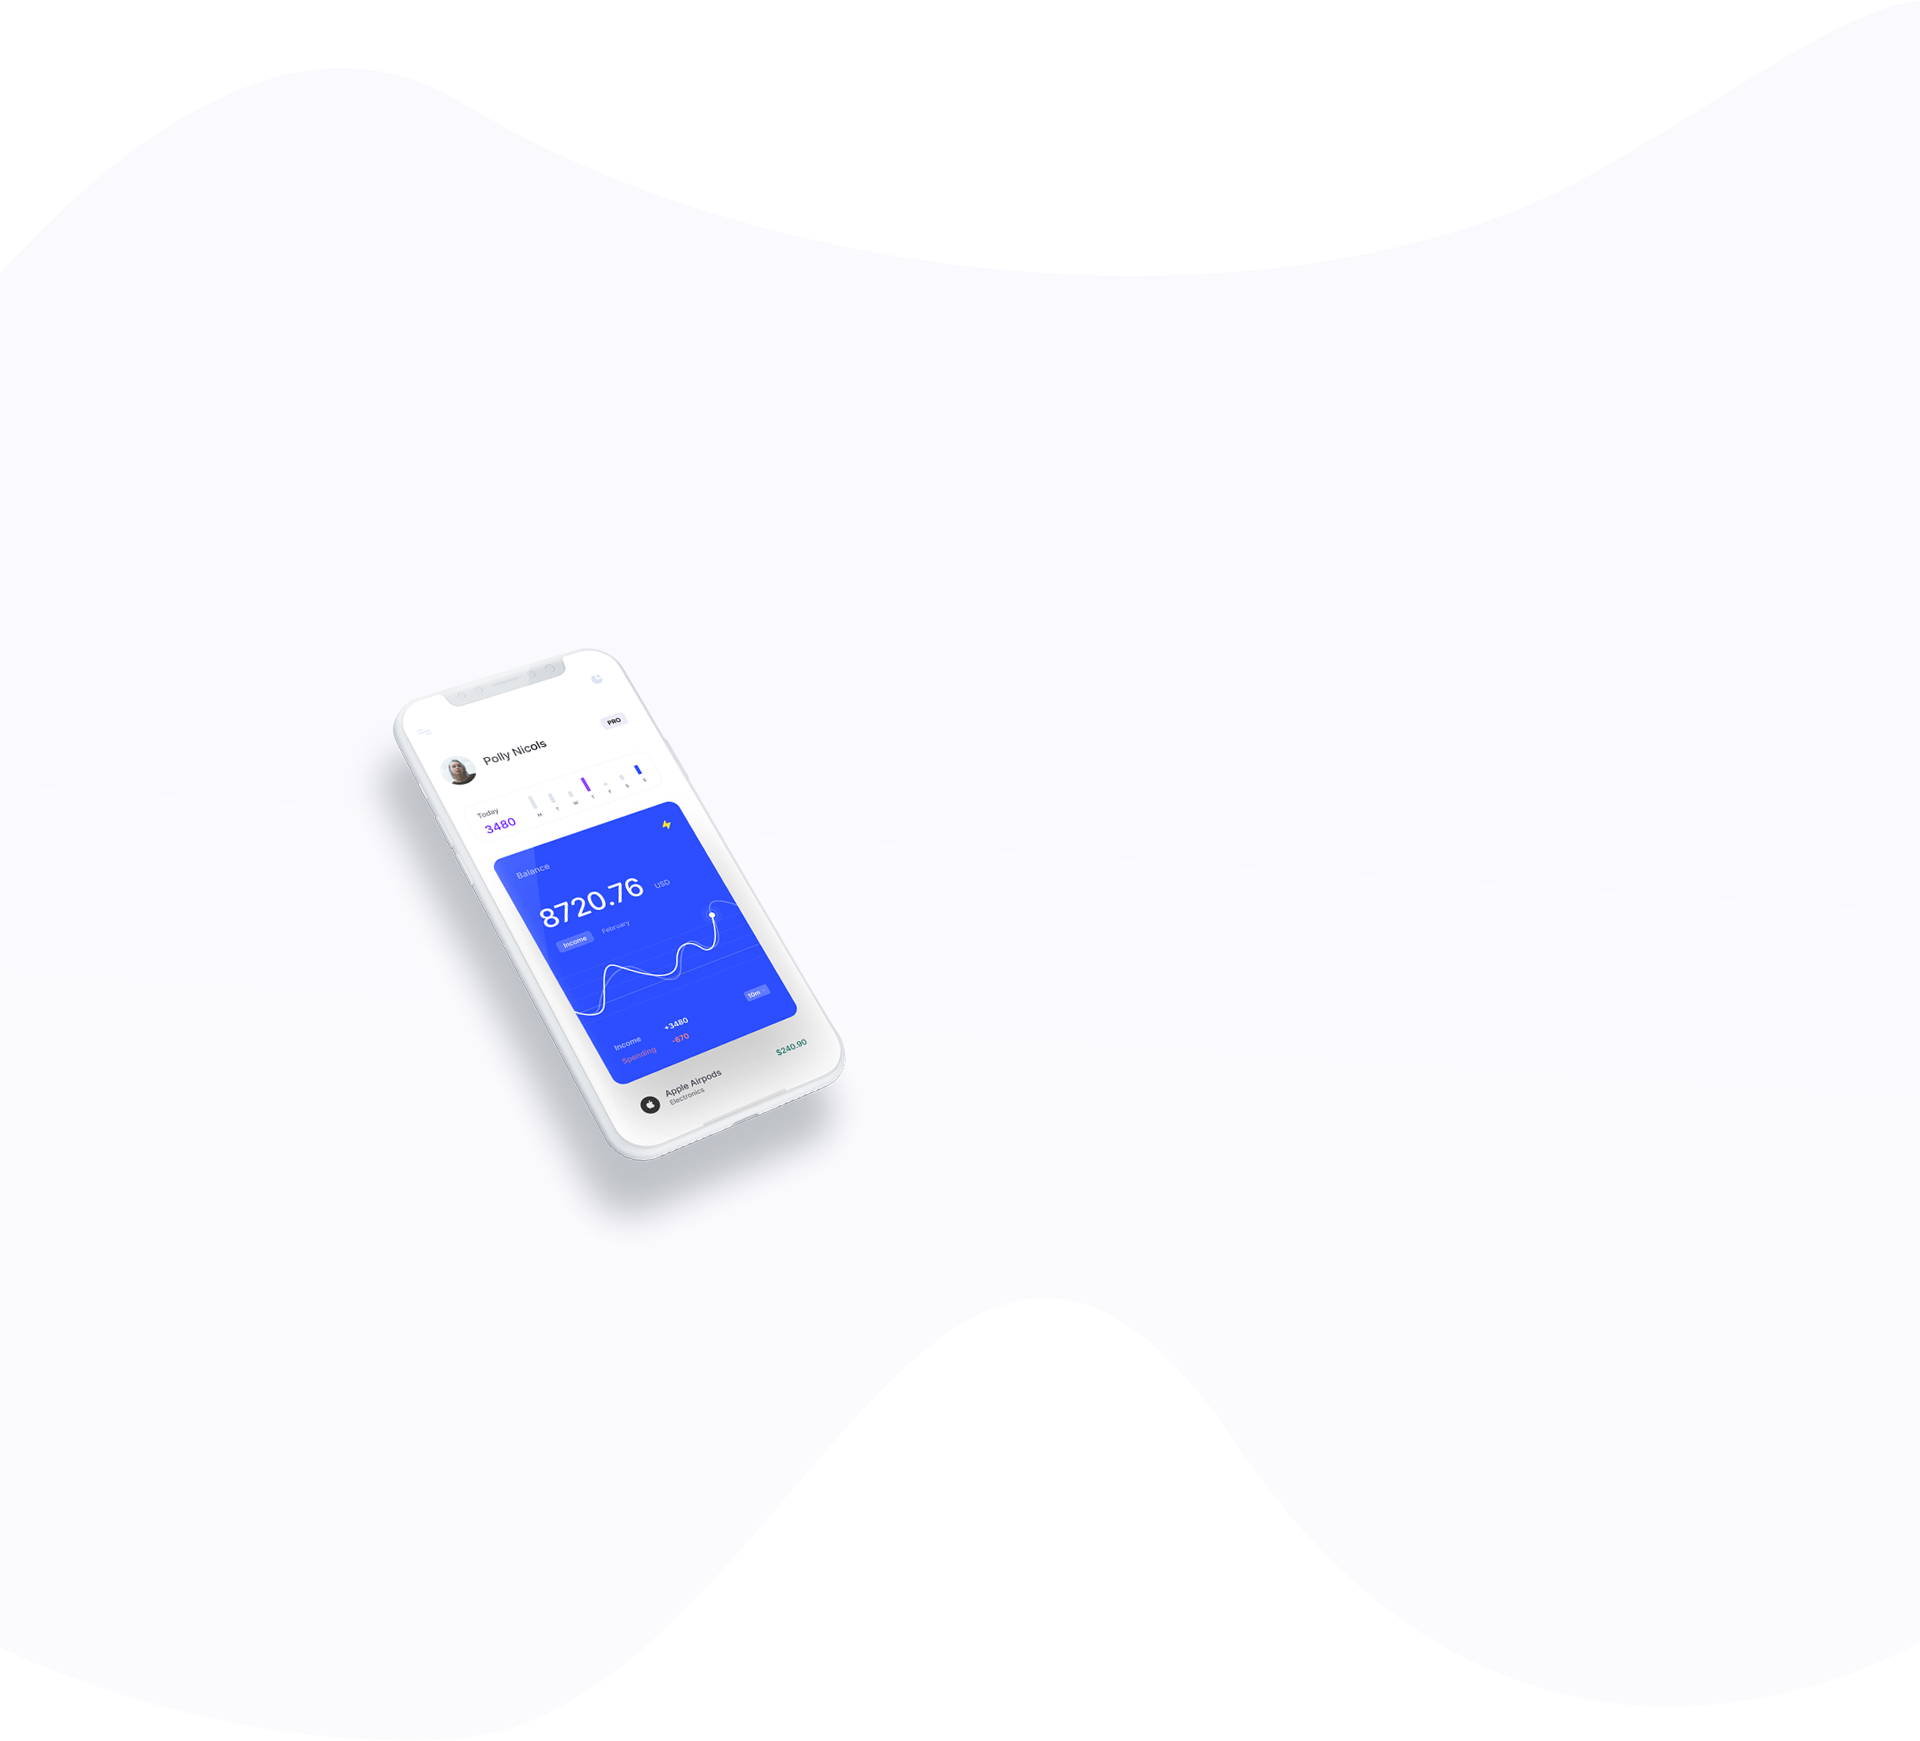 PRO
Polly Nicols
Today
3480
M T W T F S S
Balance
8720.76 USD
Income February
10m
Income +3480
Spending -670
Apple Airpods $240.90
Electronics